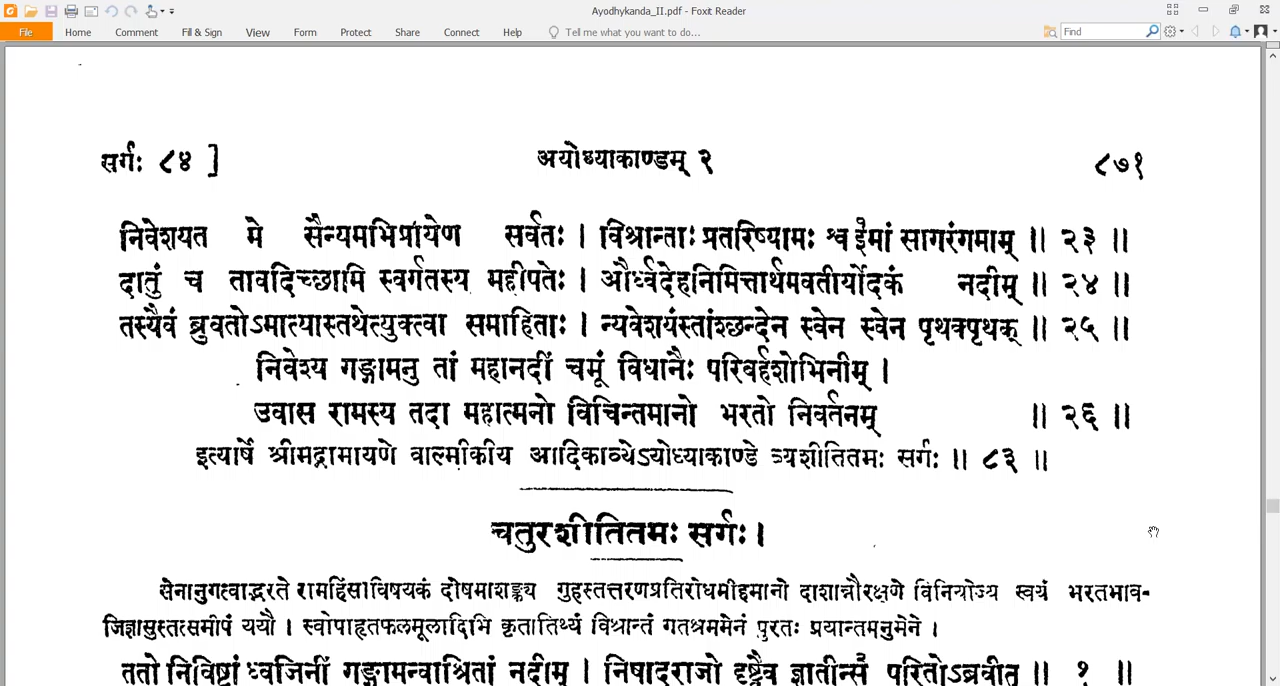 Ayodhykanda_II.pdf - Foxit Reader
File Home Comment Fill & Sign View Form Protect Share Connect Help Tell me what you want to do... Find
सर्गः ८४ ] अयोध्याकाण्डम् २ ८७१
निवेशयत मे सैन्यमभिप्रायेण सर्वतः । विश्रान्ताः प्रतरिष्यामः श्व इमां सागरंगमाम् ॥ २३ ॥
दातुं च तावदिच्छामि स्वर्गतस्य महीपतेः । और्ध्वदेहनिमित्तार्थमवतीर्योदकं नदीम् ॥ २४ ॥
तस्यैवं ब्रुवतोऽमात्यास्तथेत्युक्त्वा समाहिताः । न्यवेशयंस्तांश्छन्देन स्वेन स्वेन पृथक्पृथक् ॥ २५ ॥
निवेश्य गङ्गामनु तां महानदीं चमूं विधानैः परिबर्हशोभिनीम् ।
उवास रामस्य तदा महात्मनो विचिन्तमानो भरतो निवर्तनम् ॥ २६ ॥
इत्यार्षे श्रीमद्रामायणे वाल्मीकीय आदिकाव्येऽयोध्याकाण्डे त्र्यशीतितमः सर्गः ॥ ८३ ॥
चतुरशीतितमः सर्गः ।
सेनानुगत्वाद्भरते रामहिंसाविषयकं दोषमाशङ्क्य गुहस्तत्तरणप्रतिरोधमीहमानो दाशान्नौरक्षणे विनियोज्य स्वयं भरतभाव-
जिज्ञासुस्तत्समीपं ययौ । स्वोपाहृतफलमूलादिभि कृतातिथ्यं विश्रान्तं गतश्रममेनं पुरतः प्रयान्तमनुमेने ।
ततो निविष्टां ध्वजिनीं गङ्गामन्वाश्रितां नदीम् । निषादराजो दृष्ट्वैव ज्ञातीन्स परितोऽब्रवीत् ॥ १ ॥